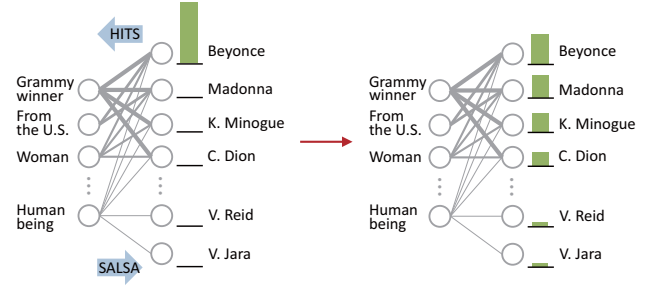 HITS
Beyonce
Grammy
winner
Madonna
From
the U.S.
K. Minogue
Woman
C. Dion
Human
being
V. Reid
V. Jara
SALSA
Beyonce
Grammy
winner
Madonna
From
the U.S.
K. Minogue
Woman
C. Dion
Human
being
V. Reid
V. Jara